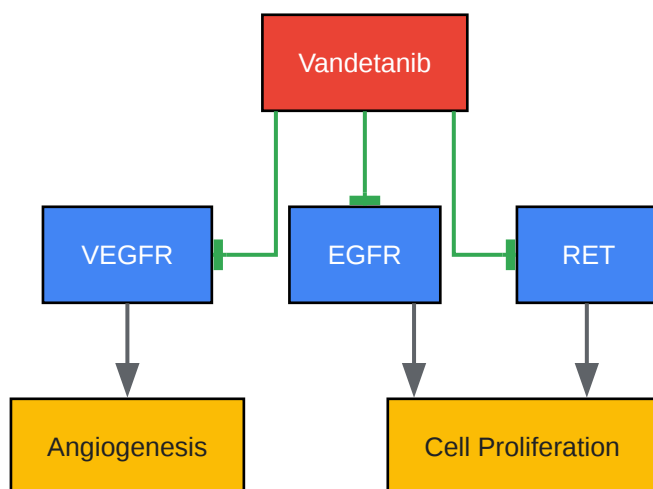 Vandetanib
VEGFR
EGFR
RET
Angiogenesis
Cell Proliferation